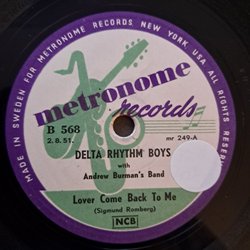 MADE IN SWEDEN FOR METRONOME RECORDS NEW YORK, USA. ALL RIGHTS RESERVED
metronome
records
B 568
2.8.51.
mr 249-A
DELTA RHYTHM BOYS
with
Andrew Burman's Band
Lover Come Back To Me
(Sigmund Romberg)
NCB